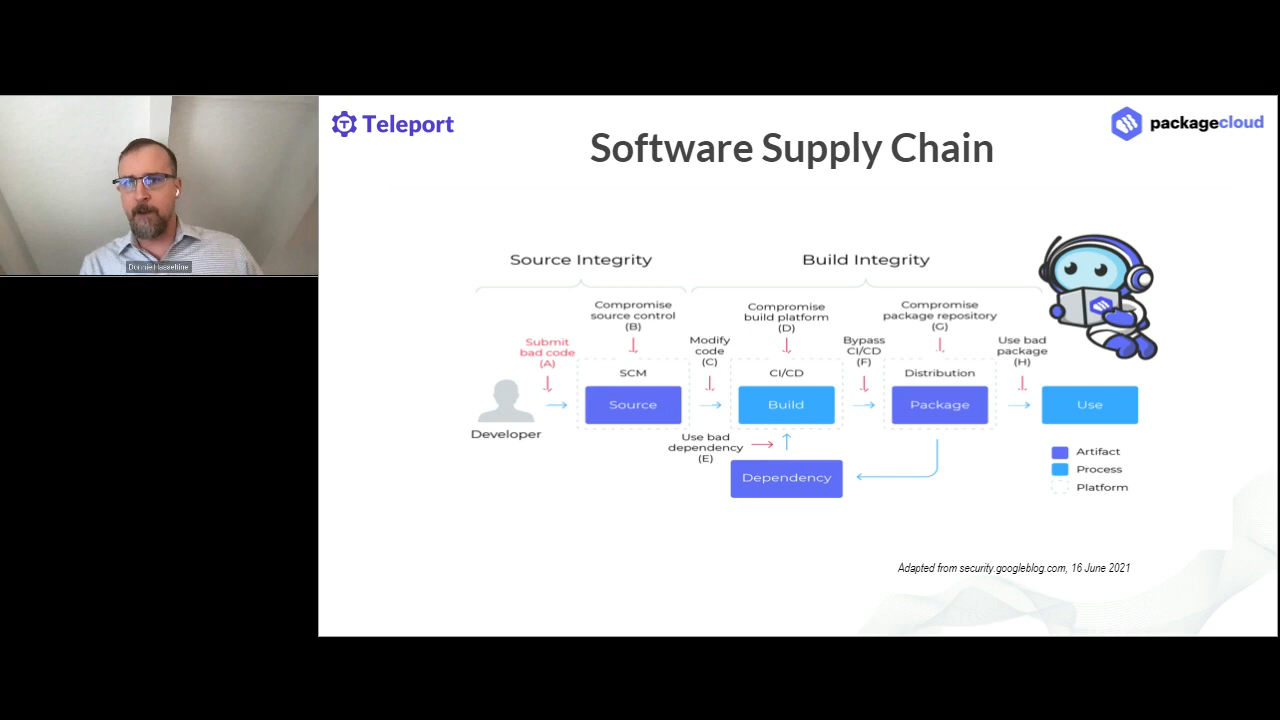 Teleport
packagecloud
Software Supply Chain
Donnie Hasseltine
Source Integrity
Build Integrity
Compromise
source control
(B)
Compromise
build platform
(D)
Compromise
package repository
(G)
Submit
bad code
(A)
Modify
code
(C)
Bypass
CI/CD
(F)
Use bad
package
(H)
SCM
CI/CD
Distribution
Source
Build
Package
Use
Developer
Use bad
dependency
(E)
Dependency
Artifact
Process
Platform
Adapted from security.googleblog.com, 16 June 2021